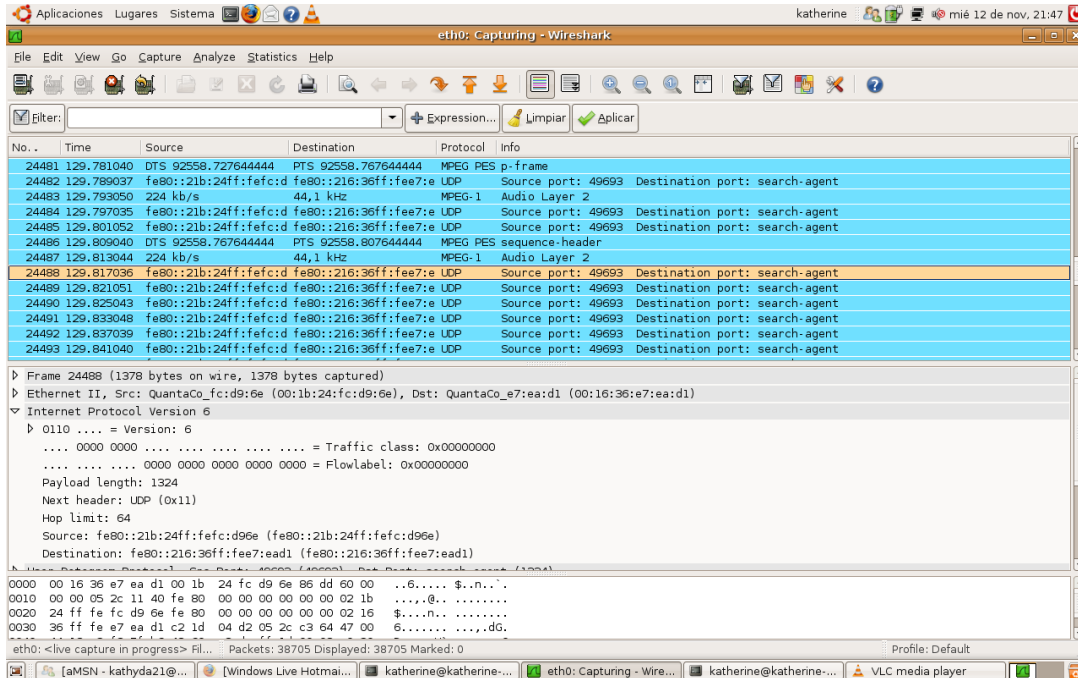 Aplicaciones Lugares Sistema katherine mié 12 de nov, 21:47
eth0: Capturing - Wireshark
File Edit View Go Capture Analyze Statistics Help
Filter: Expression... Limpiar Aplicar
No. . Time Source Destination Protocol Info
24481 129.781040 DTS 92558.727644444 PTS 92558.767644444 MPEG PES p-frame
24482 129.789037 fe80::21b:24ff:fefc:d fe80::216:36ff:fee7:e UDP Source port: 49693 Destination port: search-agent
24483 129.793050 224 kb/s 44,1 kHz MPEG-1 Audio Layer 2
24484 129.797035 fe80::21b:24ff:fefc:d fe80::216:36ff:fee7:e UDP Source port: 49693 Destination port: search-agent
24485 129.801052 fe80::21b:24ff:fefc:d fe80::216:36ff:fee7:e UDP Source port: 49693 Destination port: search-agent
24486 129.809040 DTS 92558.767644444 PTS 92558.807644444 MPEG PES sequence-header
24487 129.813044 224 kb/s 44,1 kHz MPEG-1 Audio Layer 2
24488 129.817036 fe80::21b:24ff:fefc:d fe80::216:36ff:fee7:e UDP Source port: 49693 Destination port: search-agent
24489 129.821051 fe80::21b:24ff:fefc:d fe80::216:36ff:fee7:e UDP Source port: 49693 Destination port: search-agent
24490 129.825043 fe80::21b:24ff:fefc:d fe80::216:36ff:fee7:e UDP Source port: 49693 Destination port: search-agent
24491 129.833048 fe80::21b:24ff:fefc:d fe80::216:36ff:fee7:e UDP Source port: 49693 Destination port: search-agent
24492 129.837039 fe80::21b:24ff:fefc:d fe80::216:36ff:fee7:e UDP Source port: 49693 Destination port: search-agent
24493 129.841040 fe80::21b:24ff:fefc:d fe80::216:36ff:fee7:e UDP Source port: 49693 Destination port: search-agent
Frame 24488 (1378 bytes on wire, 1378 bytes captured)
Ethernet II, Src: QuantaCo_fc:d9:6e (00:1b:24:fc:d9:6e), Dst: QuantaCo_e7:ea:d1 (00:16:36:e7:ea:d1)
Internet Protocol Version 6
0110 .... = Version: 6
.... 0000 0000 .... .... .... .... .... = Traffic class: 0x00000000
.... .... .... 0000 0000 0000 0000 0000 = Flowlabel: 0x00000000
Payload length: 1324
Next header: UDP (0x11)
Hop limit: 64
Source: fe80::21b:24ff:fefc:d96e (fe80::21b:24ff:fefc:d96e)
Destination: fe80::216:36ff:fee7:ead1 (fe80::216:36ff:fee7:ead1)
0000 00 16 36 e7 ea d1 00 1b 24 fc d9 6e 86 dd 60 00 ..6..... $..n..`.
0010 00 00 05 2c 11 40 fe 80 00 00 00 00 00 00 02 1b ...,.@.. ........
0020 24 ff fe fc d9 6e fe 80 00 00 00 00 00 00 02 16 $....n.. ........
0030 36 ff fe e7 ea d1 c2 1d 04 d2 05 2c c3 64 47 00 6....... ...,.dG.
eth0: <live capture in progress> Fil... Packets: 38705 Displayed: 38705 Marked: 0 Profile: Default
[aMSN - kathyda21@... [Windows Live Hotmai... katherine@katherine-... eth0: Capturing - Wire... katherine@katherine-... VLC media player